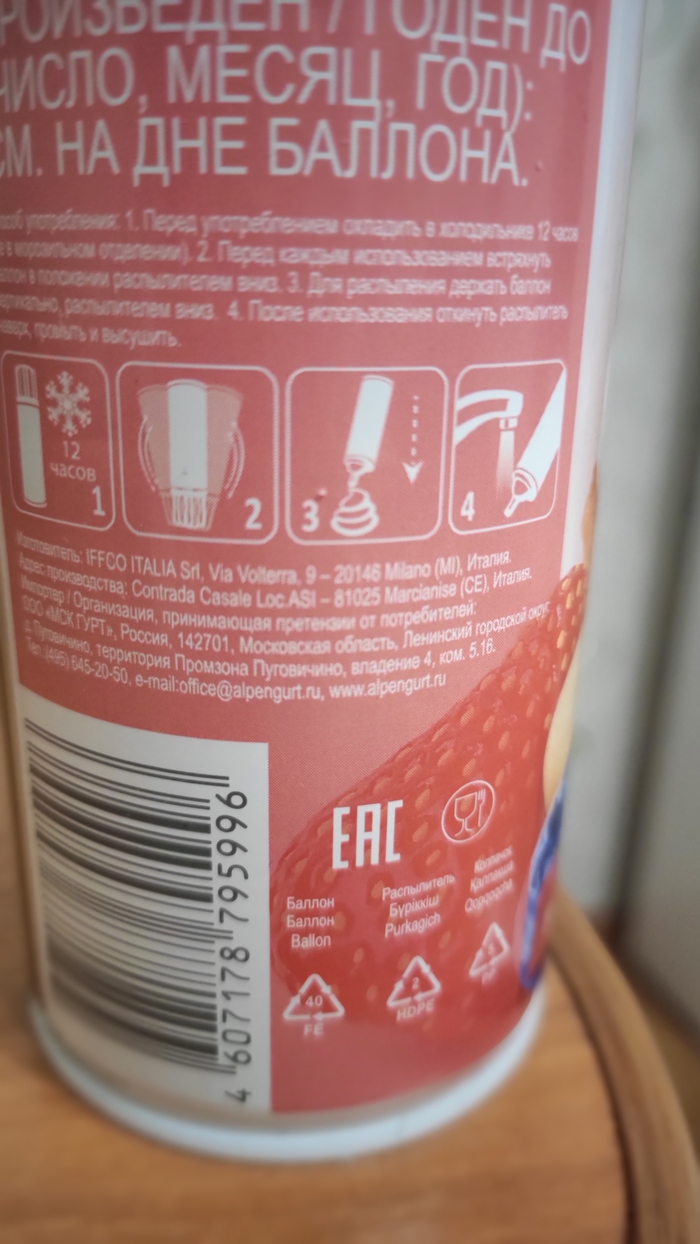 ПРОИЗВЕДЕН / ГОДЕН ДО
ЧИСЛО, МЕСЯЦ, ГОД):
СМ. НА ДНЕ БАЛЛОНА.
употребления: 1. Перед употреблением охладить в холодильнике 12 часов
в морозильном отделении). 2. Перед каждым использованием встряхнуть
в положении распылителем вниз. 3. Для распыления держать баллон
распылителем вниз. 4. После использования откинуть распылитель
промыть и высушить.
12
часов
1
2
3
4
Изготовитель: IFFCO ITALIA Srl, Via Volterra, 9 – 20146 Milano (MI), Италия.
Адрес производства: Contrada Casale Loc.ASI – 81025 Marcianise (CE), Италия.
Импортер / Организация, принимающая претензии от потребителей:
ООО «МСК ГУРТ», Россия, 142701, Московская область, Ленинский городской округ,
д. Пуговичино, территория Промзона Пуговичино, владение 4, ком. 5.16.
Тел.:(495) 645-20-50, e-mail:office@alpengurt.ru, www.alpengurt.ru
4 607178 795996
EAC
Баллон
Баллон
Ballon
40
FE
Распылитель
Бүріккіш
Purkagich
2
HDPE
Колпачок
Қалпақша
Qopqoqcha
5
PP